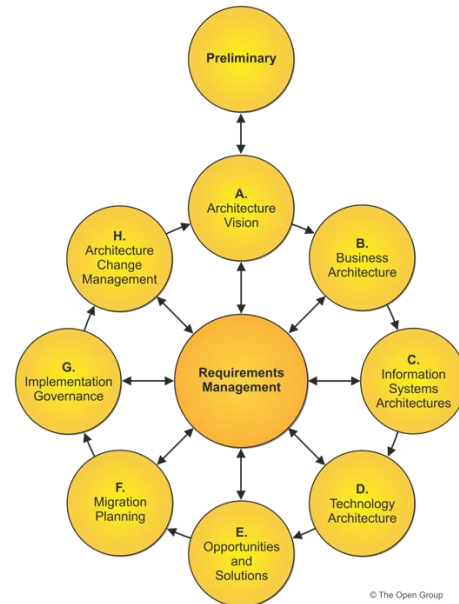 Preliminary
A.
Architecture
Vision
H.
Architecture
Change
Management
B.
Business
Architecture
G.
Implementation
Governance
Requirements
Management
C.
Information
Systems
Architectures
F.
Migration
Planning
D.
Technology
Architecture
E.
Opportunities
and
Solutions
© The Open Group